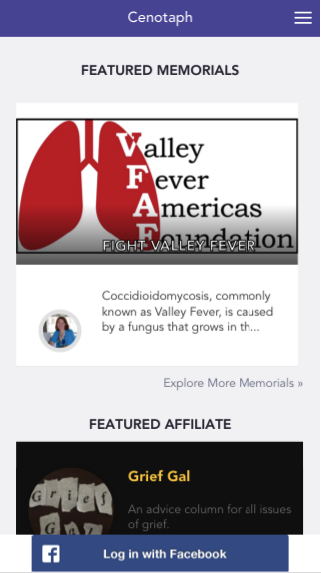 Cenotaph
FEATURED MEMORIALS
Valley
Fever
Americas
Foundation
FIGHT VALLEY FEVER
Coccidioidomycosis, commonly
known as Valley Fever, is caused
by a fungus that grows in th...
Explore More Memorials »
FEATURED AFFILIATE
Grief Gal
Grief
Gal
An advice column for all issues
of grief.
Log in with Facebook